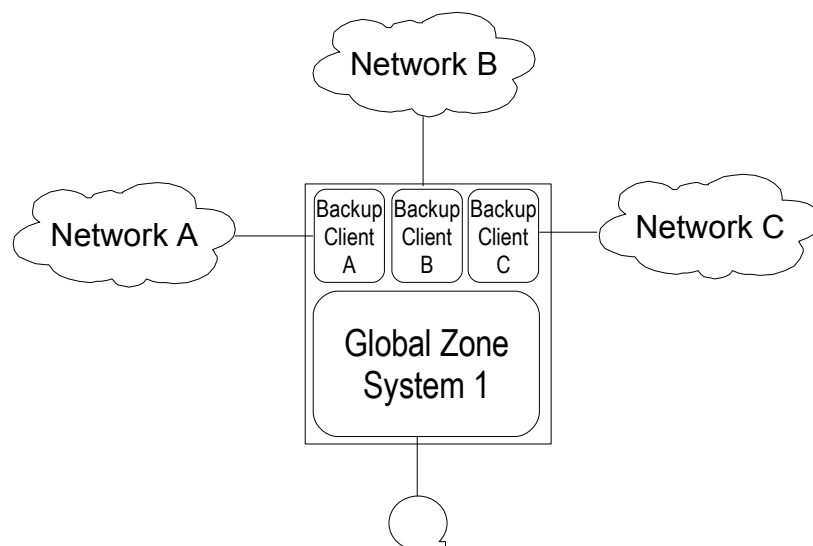 Network B
Network A
Backup
Client
A
Backup
Client
B
Backup
Client
C
Network C
Global Zone
System 1